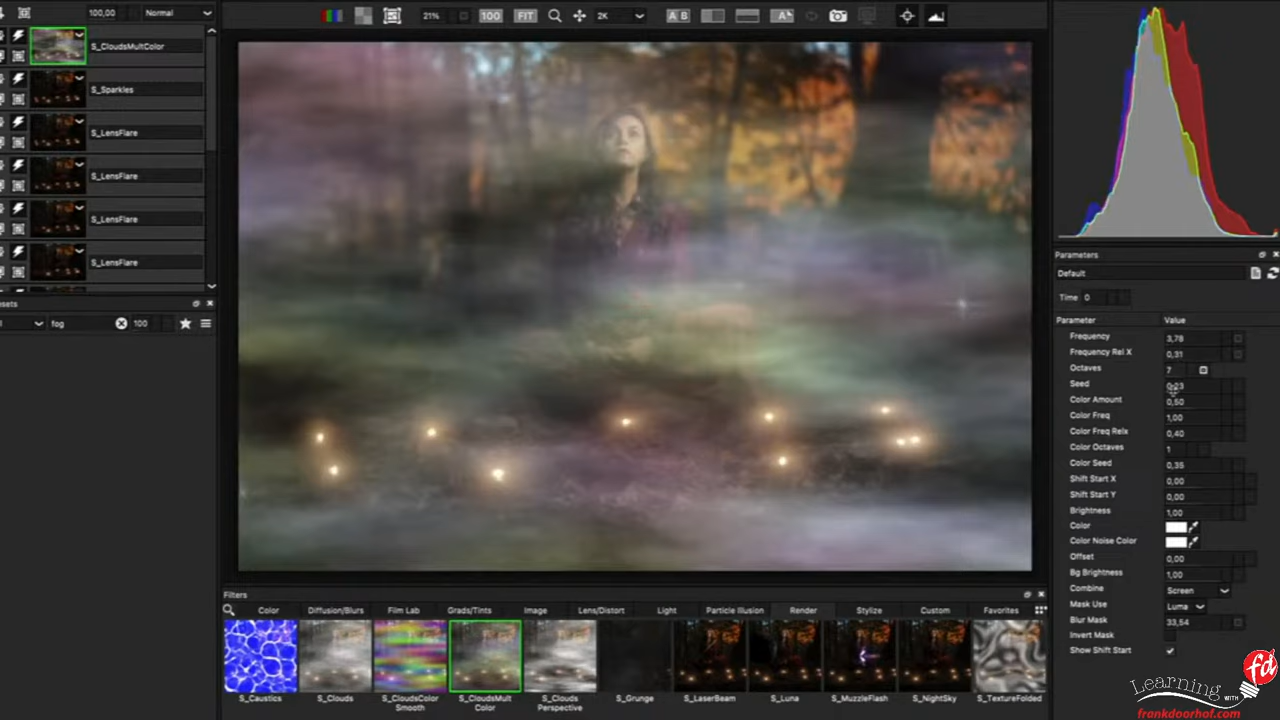 100,00 Normal
21% 100 FIT 2K A B A
S_CloudsMultColor
S_Sparkles
S_LensFlare
S_LensFlare
S_LensFlare
S_LensFlare
fog 100
Parameters
Default
Time 0
Parameter Value
Frequency 3,78
Frequency Rel X 0,31
Octaves 7
Seed 0,23
Color Amount 0,50
Color Freq 1,00
Color Freq Relx 0,40
Color Octaves 1
Color Seed 0,35
Shift Start X 0,00
Shift Start Y 0,00
Brightness 1,00
Color
Color Noise Color
Offset 0,00
Bg Brightness 1,00
Combine Screen
Mask Use Luma
Blur Mask 33,54
Invert Mask
Show Shift Start
Filters
Color Diffusion/Blurs Film Lab Grads/Tints Image Lens/Distort Light Particle Illusion Render Stylize Custom Favorites
S_Caustics S_Clouds S_CloudsColor Smooth S_CloudsMult Color S_Clouds Perspective S_Grunge S_LaserBeam S_Luna S_MuzzleFlash S_NightSky S_TextureFolded
fd
Learning WITH
frankdoorhof.com